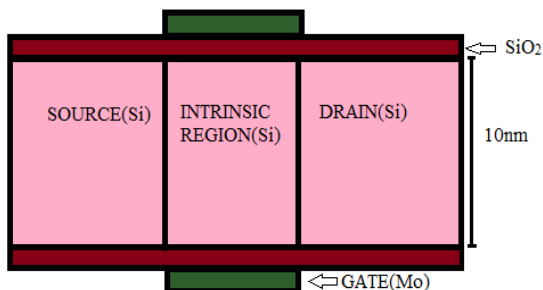 SiO2
SOURCE(Si)
INTRINSIC
REGION(Si)
DRAIN(Si)
10nm
GATE(Mo)